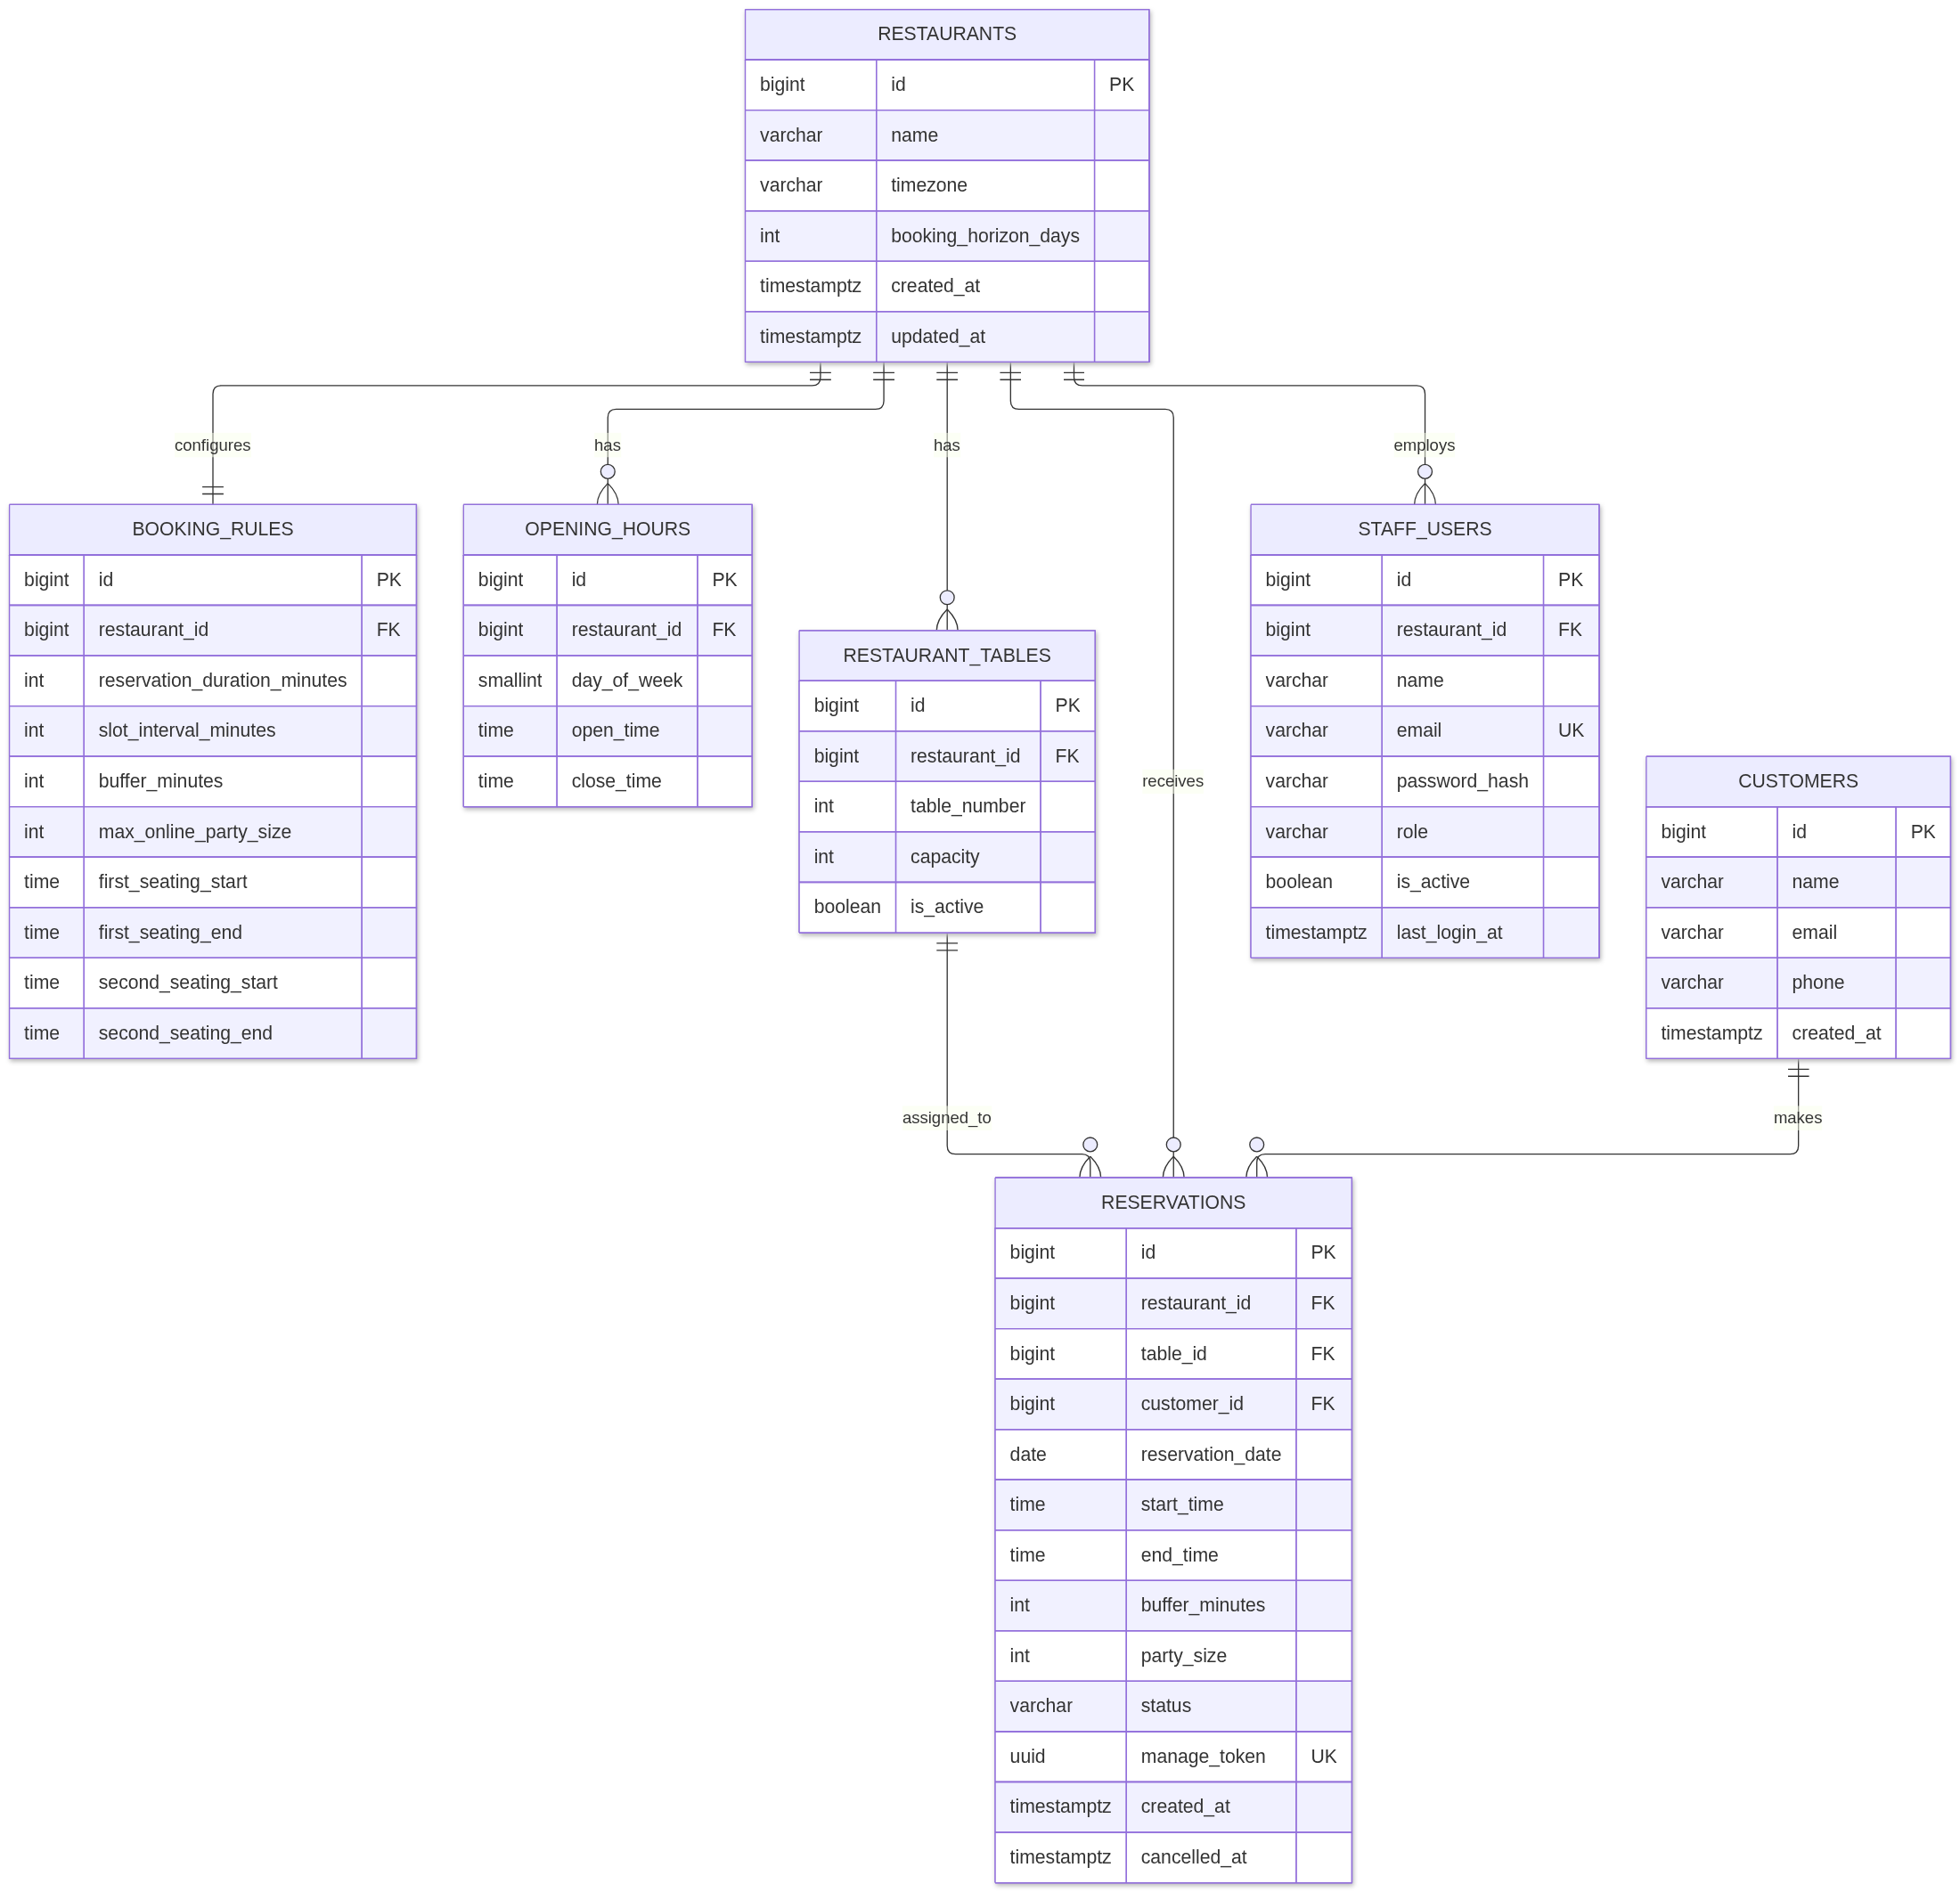 RESTAURANTS
bigint id PK
varchar name
varchar timezone
int booking_horizon_days
timestamptz created_at
timestamptz updated_at
configures
has
has
employs
receives
BOOKING_RULES
bigint id PK
bigint restaurant_id FK
int reservation_duration_minutes
int slot_interval_minutes
int buffer_minutes
int max_online_party_size
time first_seating_start
time first_seating_end
time second_seating_start
time second_seating_end
OPENING_HOURS
bigint id PK
bigint restaurant_id FK
smallint day_of_week
time open_time
time close_time
RESTAURANT_TABLES
bigint id PK
bigint restaurant_id FK
int table_number
int capacity
boolean is_active
STAFF_USERS
bigint id PK
bigint restaurant_id FK
varchar name
varchar email UK
varchar password_hash
varchar role
boolean is_active
timestamptz last_login_at
CUSTOMERS
bigint id PK
varchar name
varchar email
varchar phone
timestamptz created_at
assigned_to
makes
RESERVATIONS
bigint id PK
bigint restaurant_id FK
bigint table_id FK
bigint customer_id FK
date reservation_date
time start_time
time end_time
int buffer_minutes
int party_size
varchar status
uuid manage_token UK
timestamptz created_at
timestamptz cancelled_at